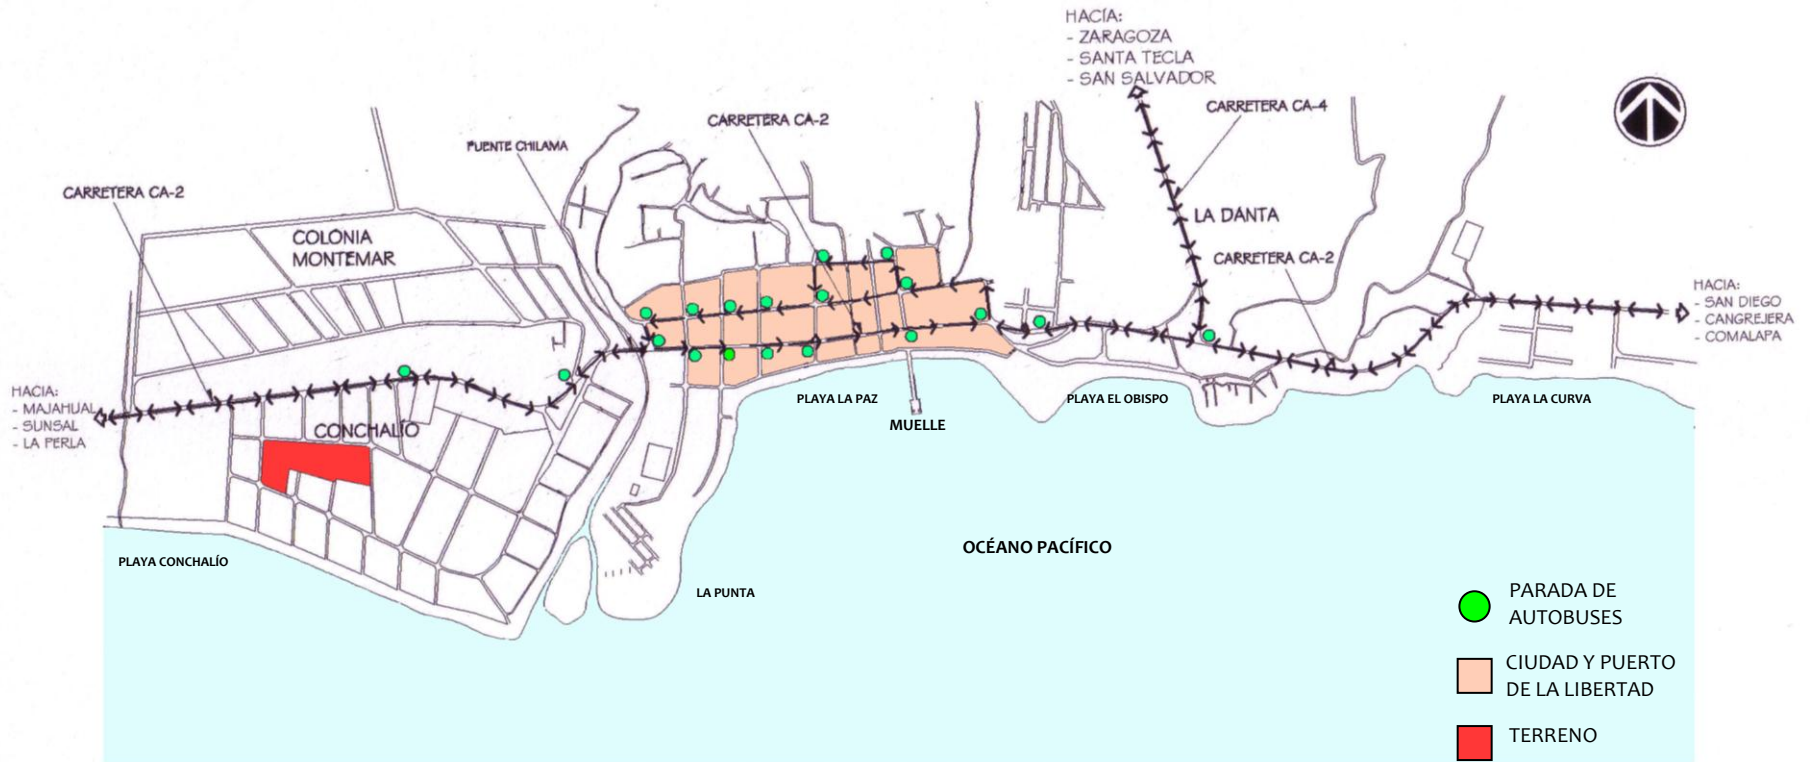 HACÍA:
- ZARAGOZA
- SANTA TECLA
- SAN SALVADOR
CARRETERA CA-4
CARRETERA CA-2
PUENTE CHILAMA
CARRETERA CA-2
LA DANTA
COLONIA
MONTEMAR
CARRETERA CA-2
HACIA:
- SAN DIEGO
- CANGREJERA
- COMALAPA
HACIA:
- MAJAHUAL
- SUNSAL
- LA PERLA
CONCHALÍO
PLAYA LA PAZ
MUELLE
PLAYA EL OBISPO
PLAYA LA CURVA
PLAYA CONCHALÍO
LA PUNTA
OCÉANO PACÍFICO
PARADA DE
AUTOBUSES
CIUDAD Y PUERTO
DE LA LIBERTAD
TERRENO